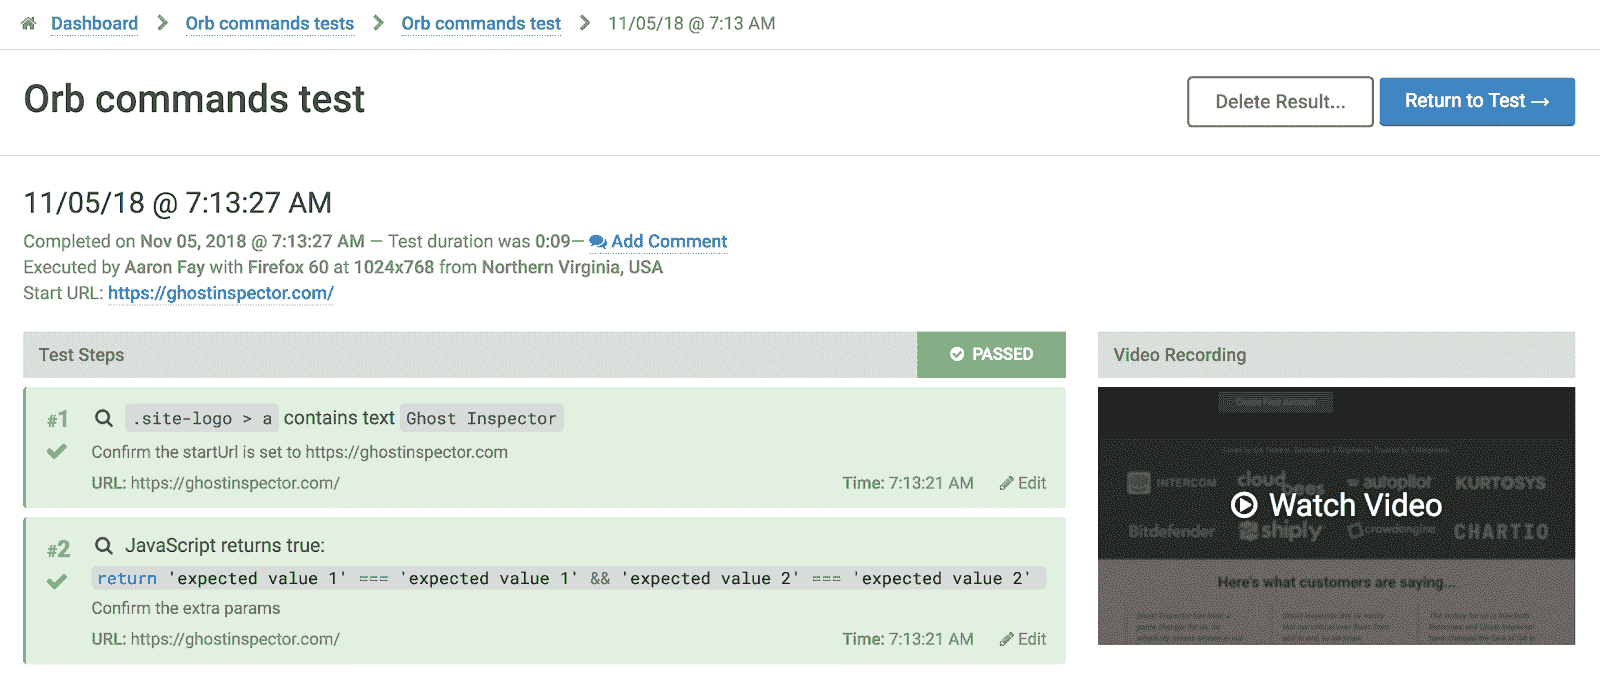 Dashboard > Orb commands tests > Orb commands test > 11/05/18 @ 7:13 AM
Orb commands test
Delete Result...
Return to Test →
11/05/18 @ 7:13:27 AM
Completed on Nov 05, 2018 @ 7:13:27 AM — Test duration was 0:09— Add Comment
Executed by Aaron Fay with Firefox 60 at 1024x768 from Northern Virginia, USA
Start URL: https://ghostinspector.com/
Test Steps
PASSED
#1 .site-logo > a contains text Ghost Inspector
Confirm the startUrl is set to https://ghostinspector.com
URL: https://ghostinspector.com/ Time: 7:13:21 AM Edit
#2 JavaScript returns true:
return 'expected value 1' === 'expected value 1' && 'expected value 2' === 'expected value 2'
Confirm the extra params
URL: https://ghostinspector.com/ Time: 7:13:21 AM Edit
Video Recording
INTERCOM cloudbees autopilot KURTOSYS
Watch Video
Bitdefender shiply crowdengine CHARTIO
Here's what customers are saying...